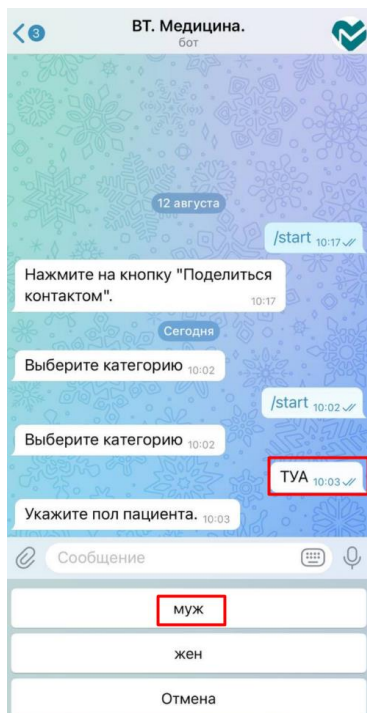 3
ВТ. Медицина.
бот
12 августа
/start 10:17
Нажмите на кнопку "Поделиться
контактом". 10:17
Сегодня
Выберите категорию 10:02
/start 10:02
Выберите категорию 10:02
ТУА 10:03
Укажите пол пациента. 10:03
Сообщение
муж
жен
Отмена